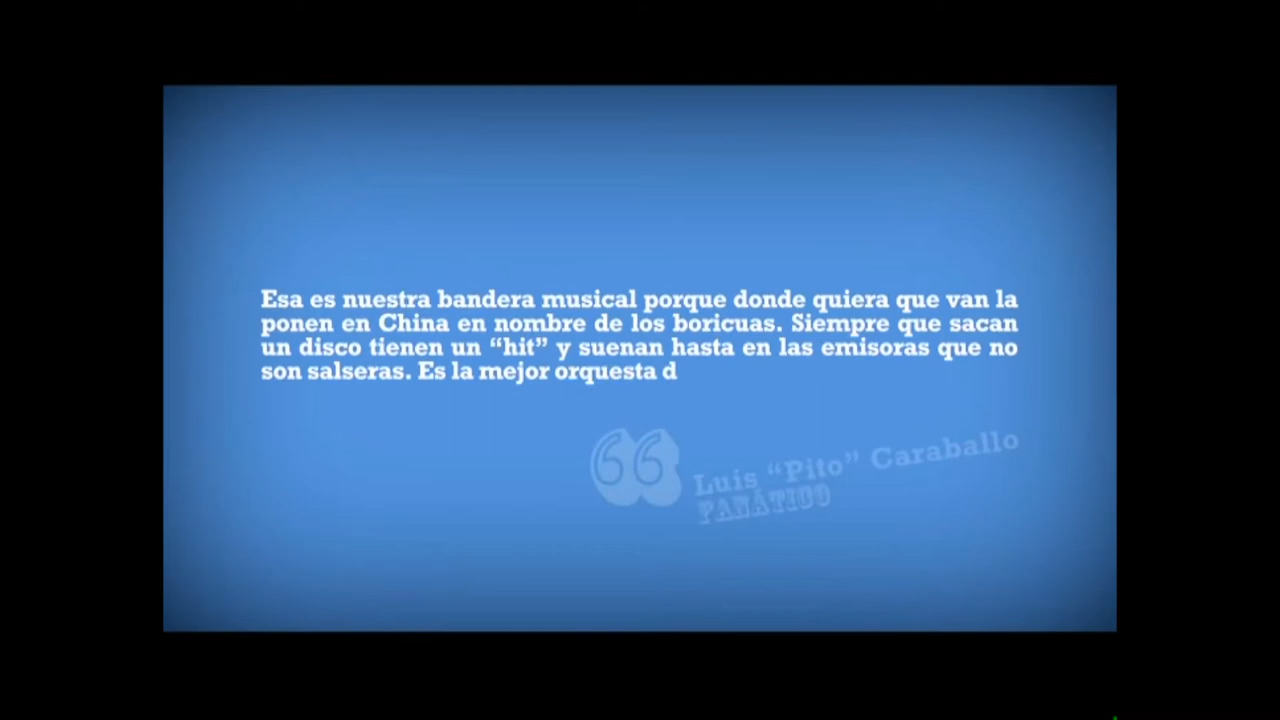 Esa es nuestra bandera musical porque donde quiera que van la
ponen en China en nombre de los boricuas. Siempre que sacan
un disco tienen un “hit” y suenan hasta en las emisoras que no
son salseras. Es la mejor orquesta d
Luis “Pito” Caraballo
FANÁTICO